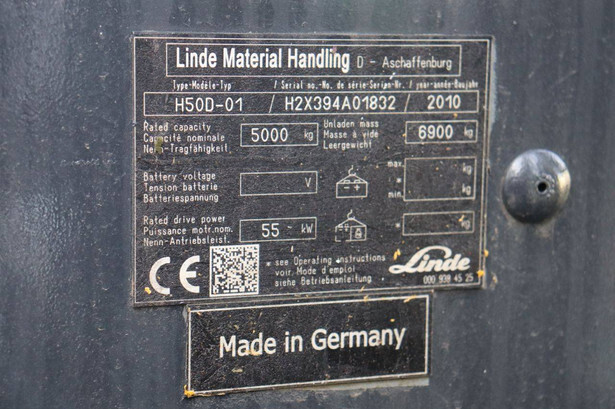 Linde Material Handling D - Aschaffenburg
Type-Modèle-Typ / Serial no.-No. de série-Serien-Nr. / year-année-Baujahr
H50D-01 / H2X394A01832 / 2010
Rated capacity
Capacité nominale
Nenn-Tragfähigkeit
5000 kg
Unladen mass
Masse à vide
Leergewicht
6900 kg
Battery voltage
Tension batterie
Batteriespannung
V
- +
max.
*
min.
kg
kg
Rated drive power
Puissance motr.nom.
Nenn-Antriebsleist.
55 kW
*
kg
CE
* see Operating instructions
voir. Mode d'emploi
siehe Betriebsanleitung
Linde
000 938 45 25
Made in Germany